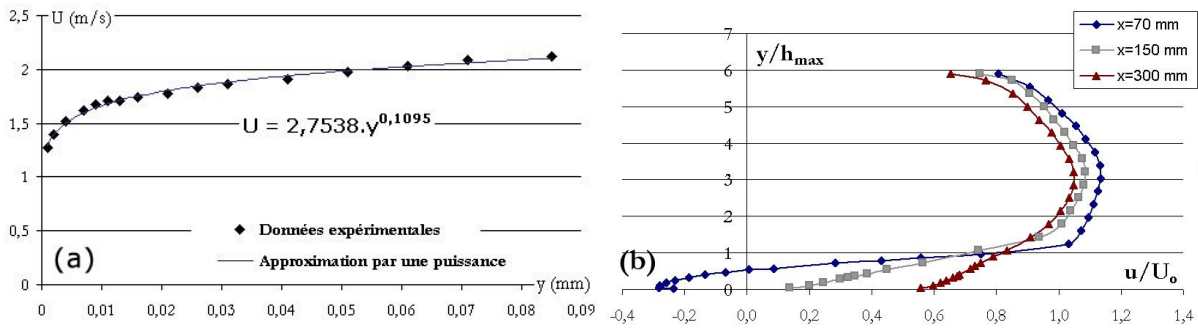 U (m/s)
2,5
2
1,5
1
0,5
0
U = 2,7538.y^0,1095
Données expérimentales
Approximation par une puissance
(a)
y (mm)
0 0,01 0,02 0,03 0,04 0,05 0,06 0,07 0,08 0,09
x=70 mm
x=150 mm
x=300 mm
y/hmax
7
6
5
4
3
2
1
0
(b)
u/Uo
-0,4 -0,2 0,0 0,2 0,4 0,6 0,8 1,0 1,2 1,4